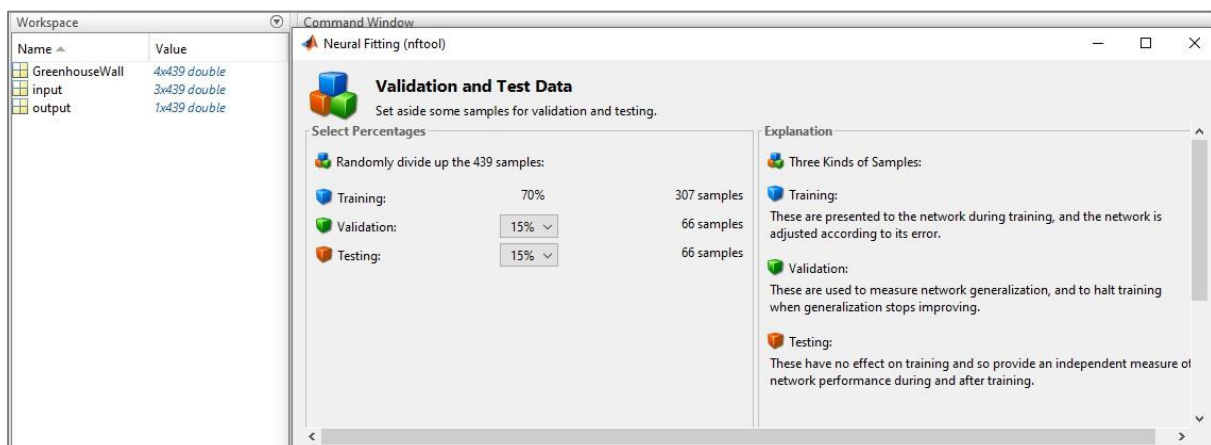 Workspace
Name Value
GreenhouseWall 4x439 double
input 3x439 double
output 1x439 double
Command Window
Neural Fitting (nftool)
Validation and Test Data
Set aside some samples for validation and testing.
Select Percentages
Randomly divide up the 439 samples:
Training: 70% 307 samples
Validation: 15% 66 samples
Testing: 15% 66 samples
Explanation
Three Kinds of Samples:
Training:
These are presented to the network during training, and the network is
adjusted according to its error.
Validation:
These are used to measure network generalization, and to halt training
when generalization stops improving.
Testing:
These have no effect on training and so provide an independent measure of
network performance during and after training.